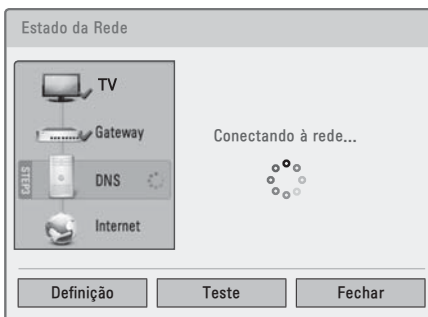 Estado da Rede
TV
Gateway
STEP3
DNS
Internet
Conectando à rede...
Definição
Teste
Fechar